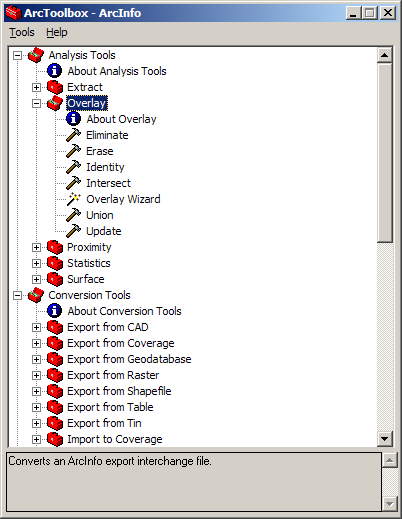 ArcToolbox - ArcInfo
Tools Help
Analysis Tools
About Analysis Tools
Extract
Overlay
About Overlay
Eliminate
Erase
Identity
Intersect
Overlay Wizard
Union
Update
Proximity
Statistics
Surface
Conversion Tools
About Conversion Tools
Export from CAD
Export from Coverage
Export from Geodatabase
Export from Raster
Export from Shapefile
Export from Table
Export from Tin
Import to Coverage
Converts an ArcInfo export interchange file.